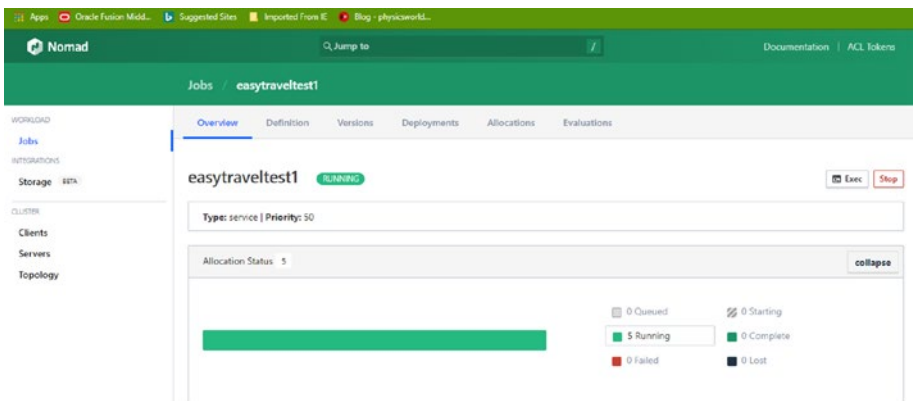 Apps Oracle Fusion Midd... Suggested Sites Imported From IE Blog - physicsworld...
Nomad Jump to / Documentation | ACL Tokens
Jobs / easytraveltest1
WORKLOAD
Jobs
INTEGRATIONS
Storage BETA
CLUSTER
Clients
Servers
Topology
Overview Definition Versions Deployments Allocations Evaluations
easytraveltest1 RUNNING Exec Stop
Type: service | Priority: 50
Allocation Status 5 collapse
0 Queued 0 Starting
5 Running 0 Complete
0 Failed 0 Lost